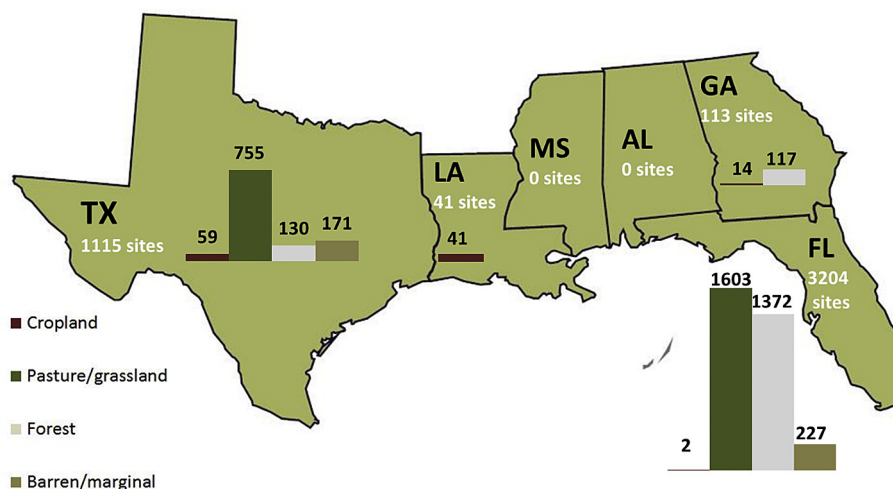 GA
113 sites
14
117
MS
0 sites
AL
0 sites
LA
41 sites
41
TX
1115 sites
59
755
130
171
FL
3204
sites
2
1603
1372
227
Cropland
Pasture/grassland
Forest
Barren/marginal